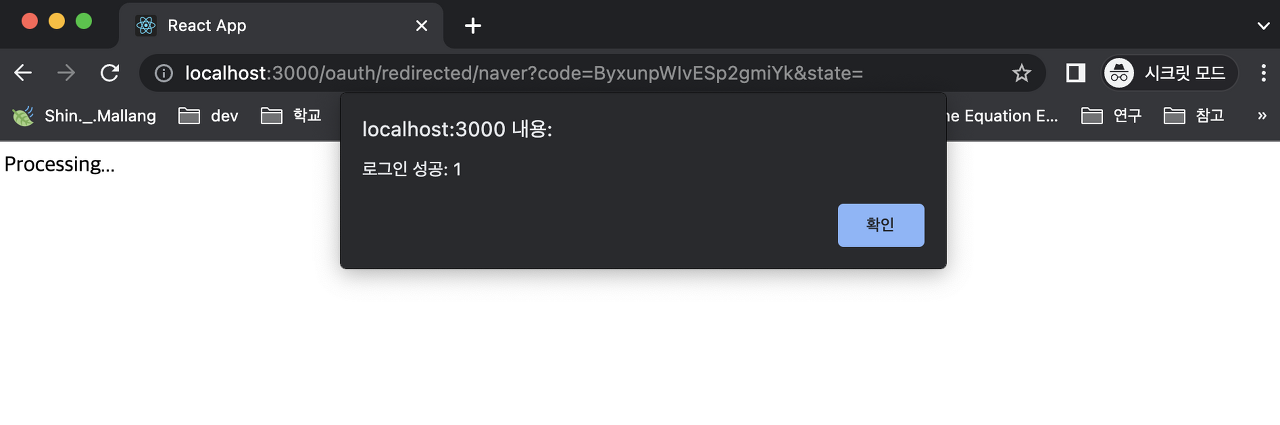 React App
localhost:3000/oauth/redirected/naver?code=ByxunpWIvESp2gmiYk&state=
시크릿 모드
Shin._.Mallang
dev
학교
ne Equation E...
연구
참고
»
localhost:3000 내용:
로그인 성공: 1
확인
Processing...